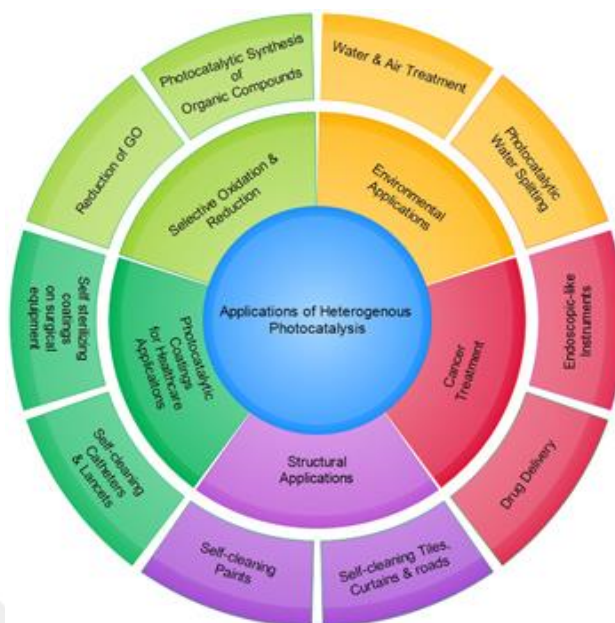 Applications of Heterogenous
Photocatalysis
Environmental
Applications
Cancer
Treatment
Structural
Applications
Photocatalytic
Coatings
for Healthcare
Applicaitons
Selective Oxidation &
Reduction
Water & Air Treatment
Photocatalytic
Water Splitting
Endoscopic-like
Instruments
Drug Delivery
Self-cleaning Tiles,
Curtains & roads
Self-cleaning
Paints
Self-cleaning
Catheters
& Lancets
Self sterilizing
coatings
on surgical
equipment
Reduction of GO
Photocatalytic Synthesis
of
Organic Compounds